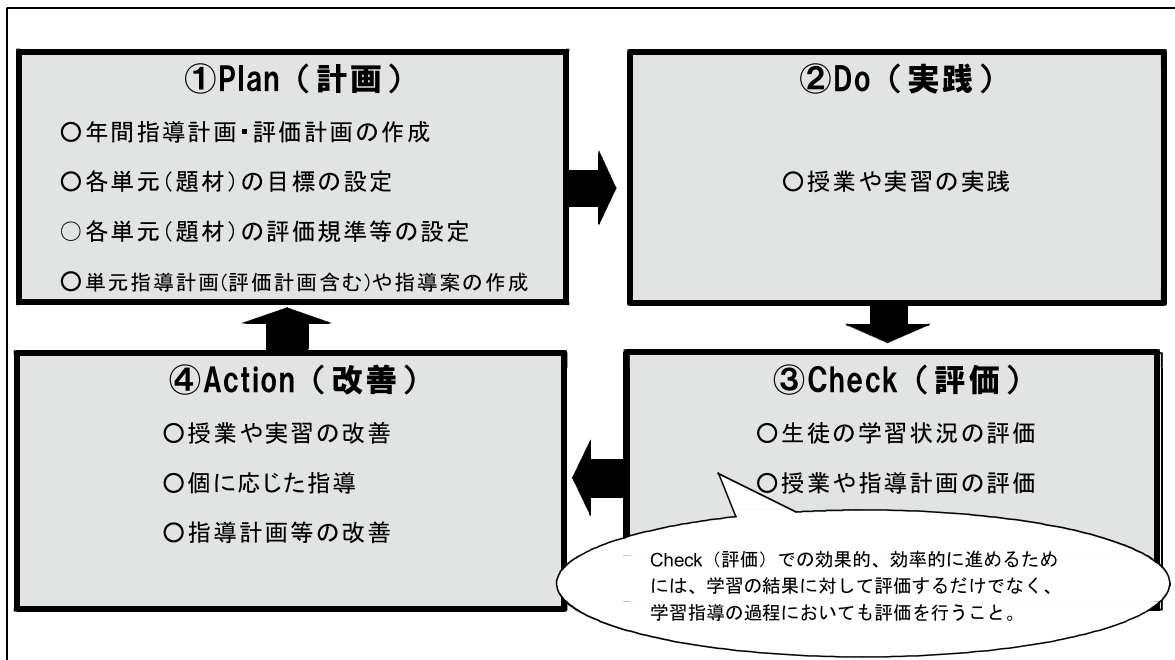 ①Plan（計画）
○年間指導計画・評価計画の作成
○各単元(題材)の目標の設定
○各単元(題材)の評価規準等の設定
○単元指導計画(評価計画含む)や指導案の作成
②Do（実践）
○授業や実習の実践
③Check（評価）
○生徒の学習状況の評価
○授業や指導計画の評価
Check（評価）での効果的、効率的に進めるため
には、学習の結果に対して評価するだけでなく、
学習指導の過程においても評価を行うこと。
④Action（改善）
○授業や実習の改善
○個に応じた指導
○指導計画等の改善